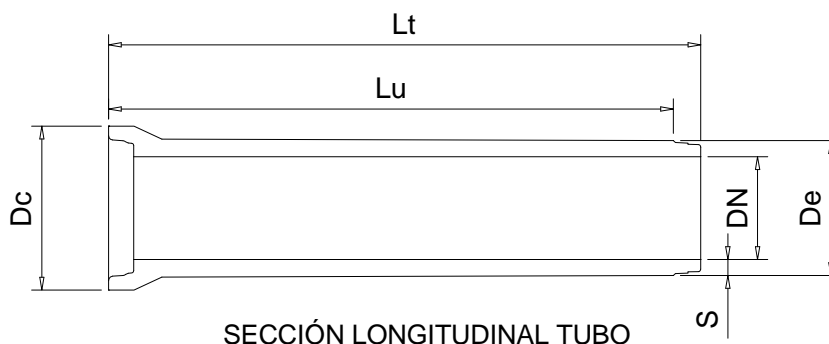 Lt
Lu
Dc
DN
De
S
SECCIÓN LONGITUDINAL TUBO